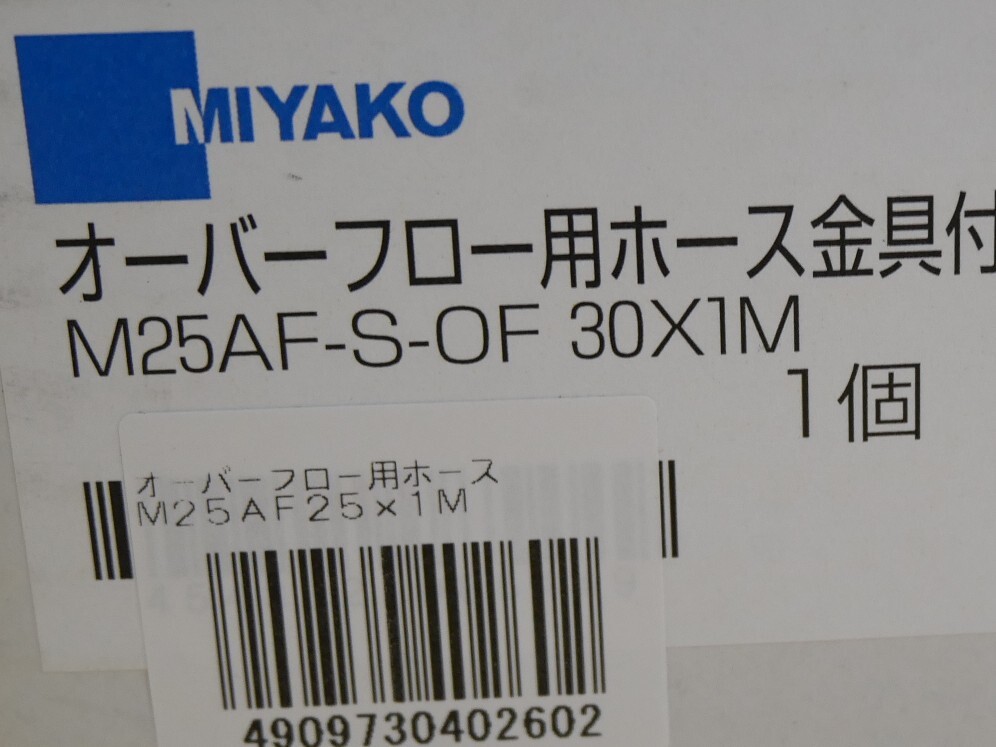 MIYAKO
オーバーフロー用ホース金具付
M25AF-S-OF 30X1M
1個
オーバーフロー用ホース
M25AF25×1M
4909730402602